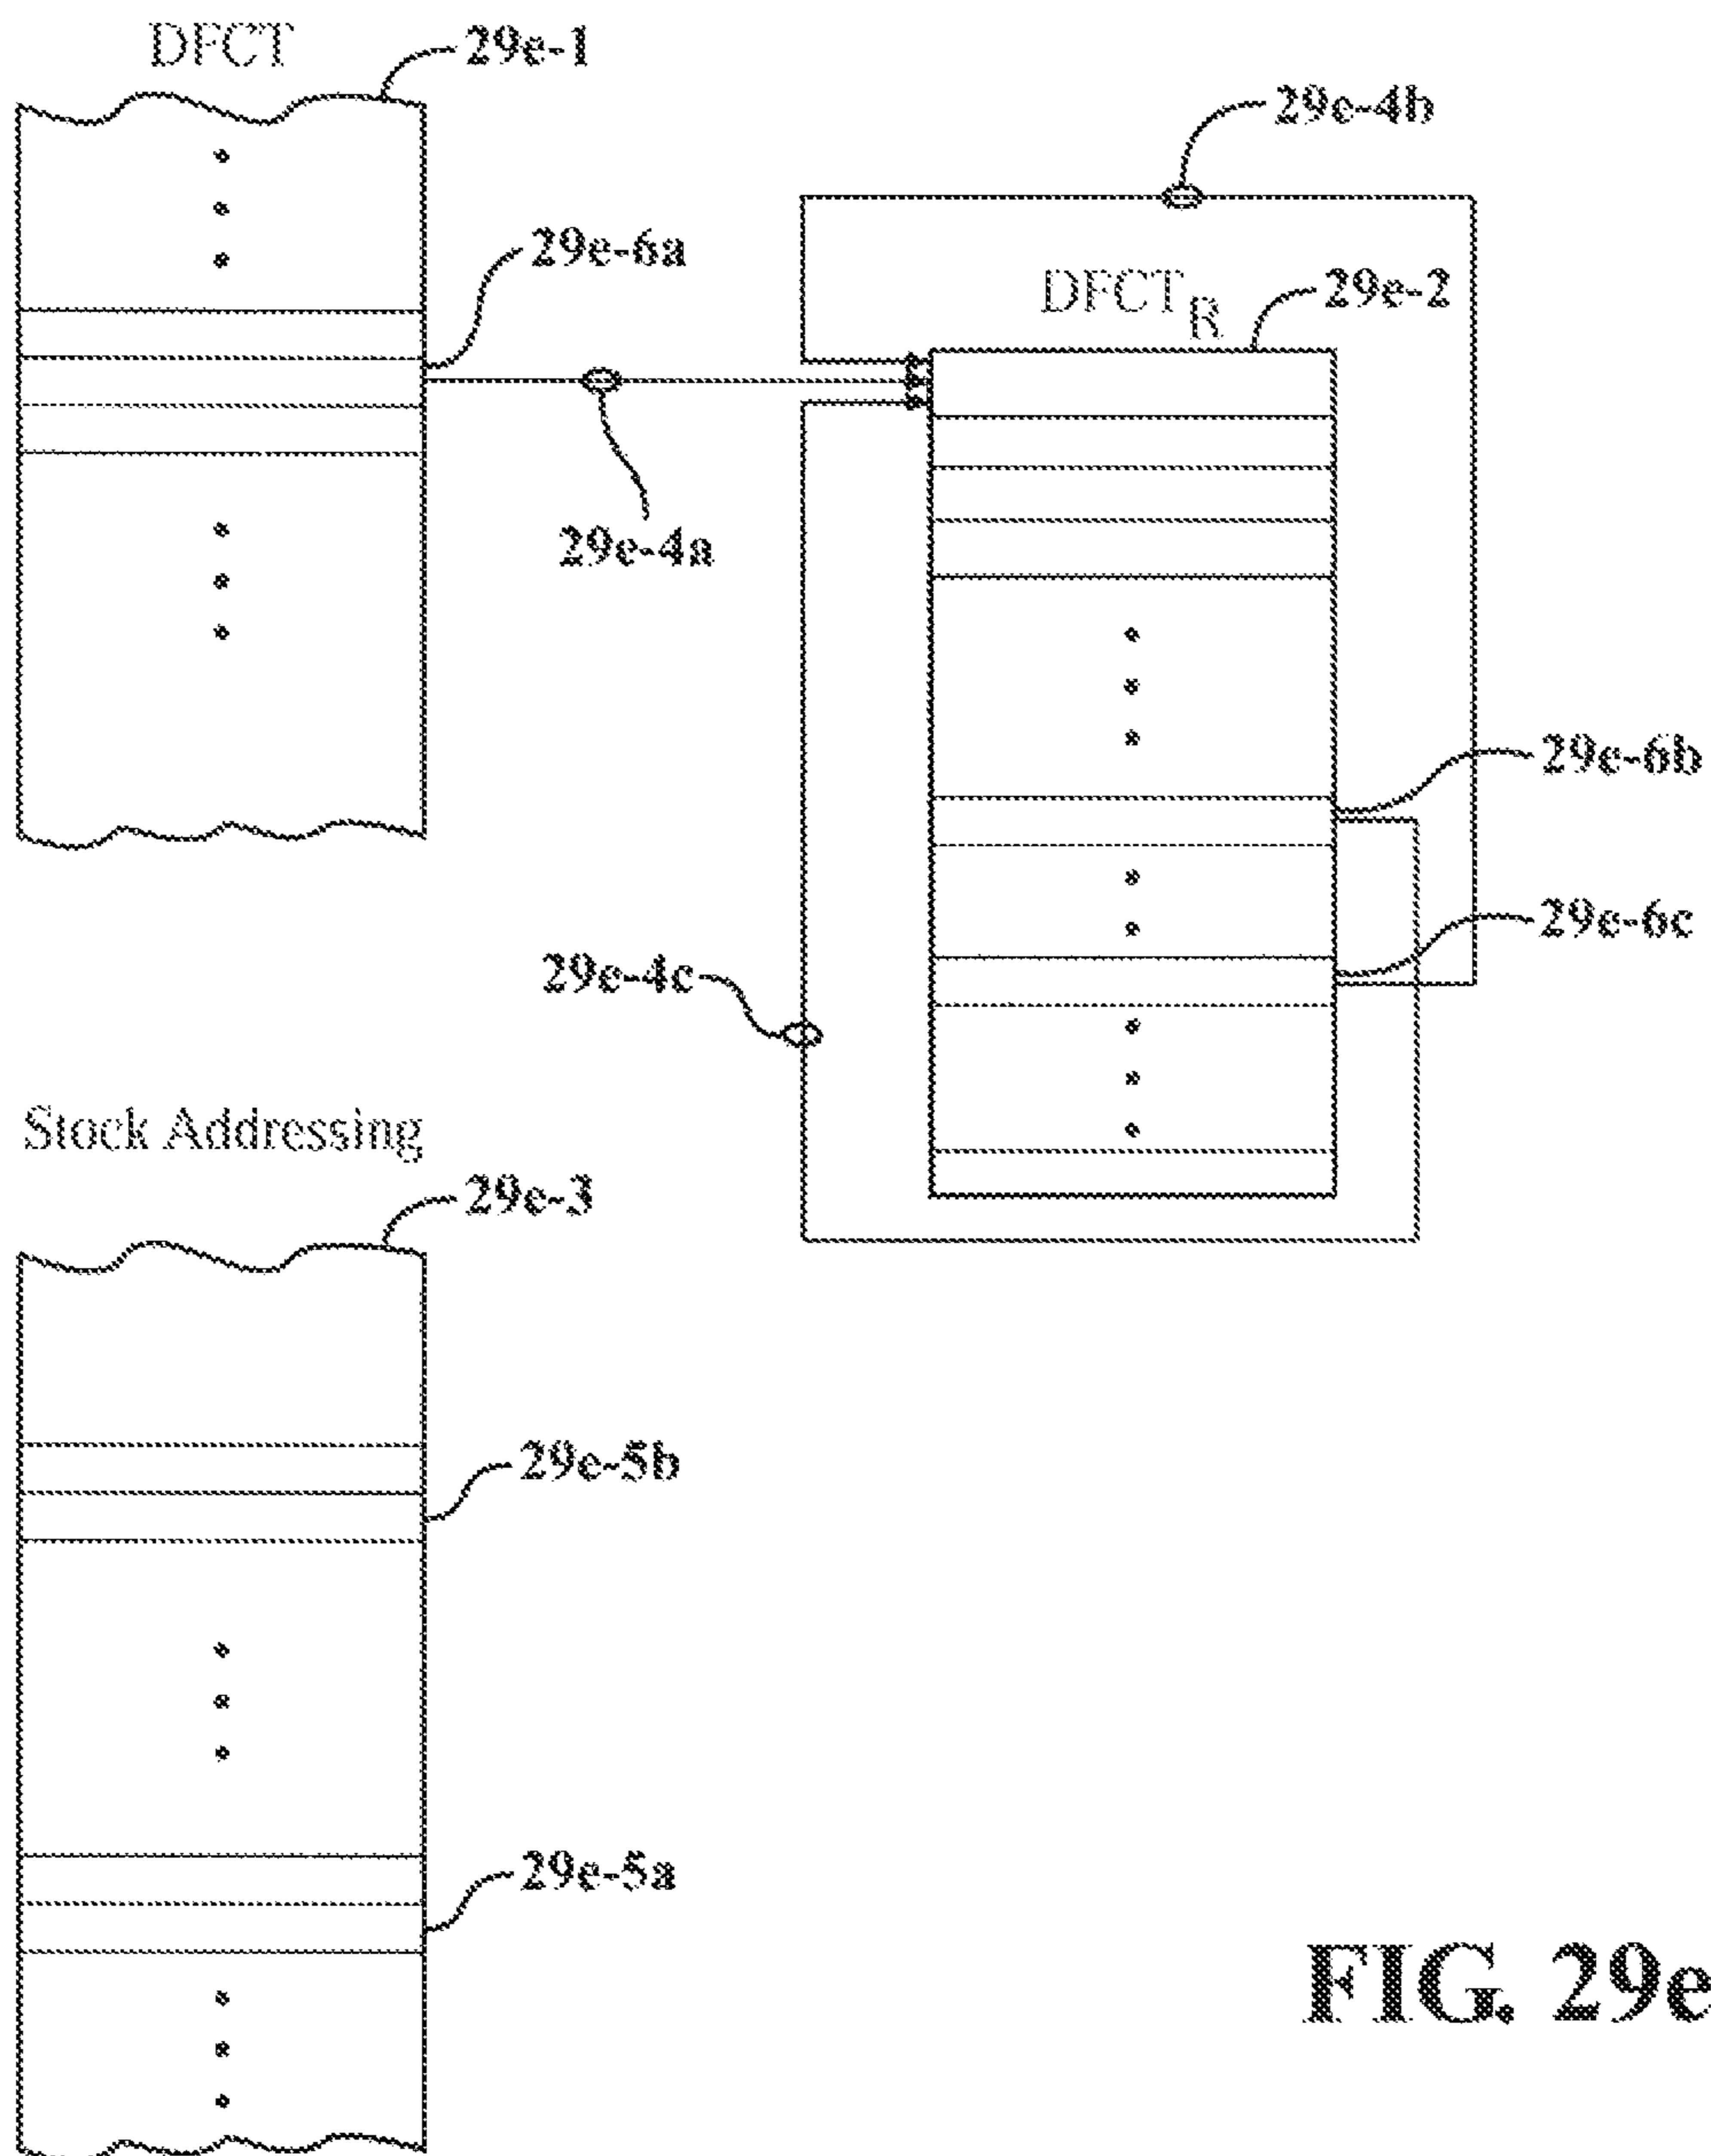 DFCT
29e-1
29e-4b
29e-6a
DFCT R
29e-2
29e-4a
29e-6b
29e-6c
29e-4c
Stock Addressing
29e-3
29e-5b
29e-5a
FIG. 29e